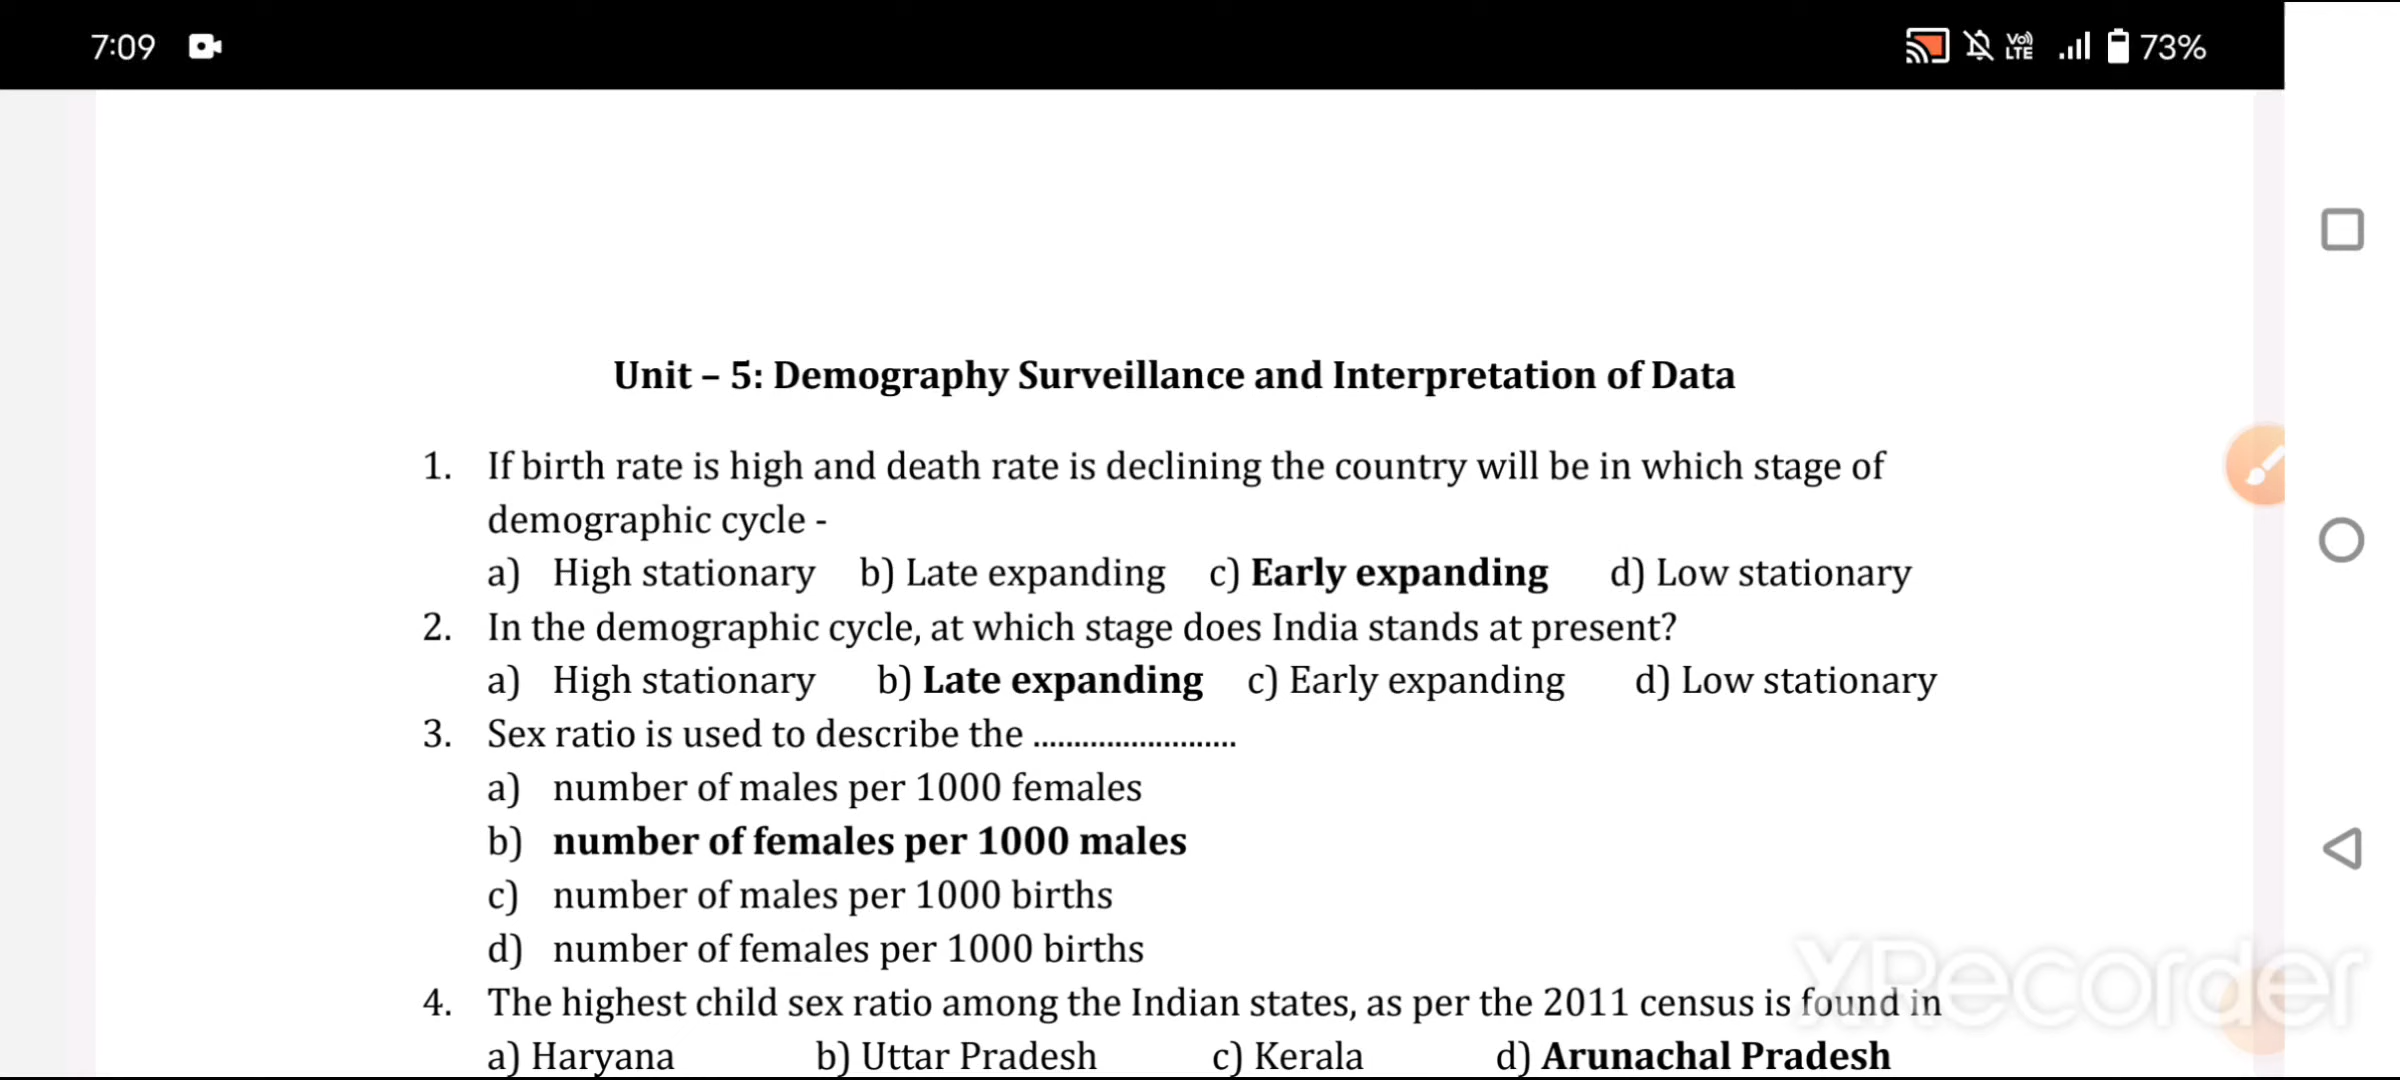 7:09 Vo) LTE 73%
Unit – 5: Demography Surveillance and Interpretation of Data
1. If birth rate is high and death rate is declining the country will be in which stage of
demographic cycle -
a) High stationary b) Late expanding c) Early expanding d) Low stationary
2. In the demographic cycle, at which stage does India stands at present?
a) High stationary b) Late expanding c) Early expanding d) Low stationary
3. Sex ratio is used to describe the .........................
a) number of males per 1000 females
b) number of females per 1000 males
c) number of males per 1000 births
d) number of females per 1000 births
4. The highest child sex ratio among the Indian states, as per the 2011 census is found in
a) Haryana b) Uttar Pradesh c) Kerala d) Arunachal Pradesh
XRecorder